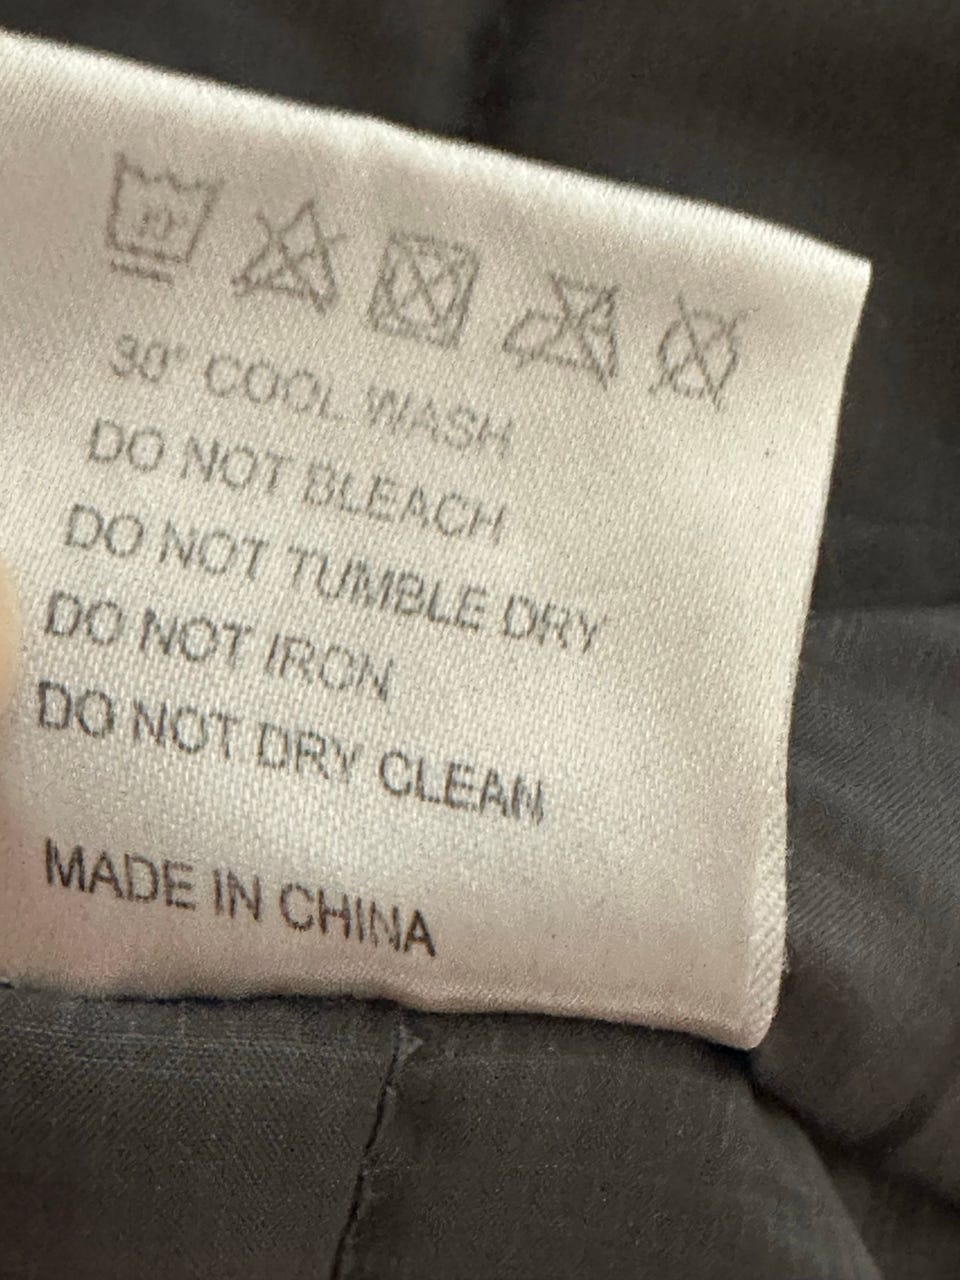 30° COOL WASH
DO NOT BLEACH
DO NOT TUMBLE DRY
DO NOT IRON
DO NOT DRY CLEAN
MADE IN CHINA